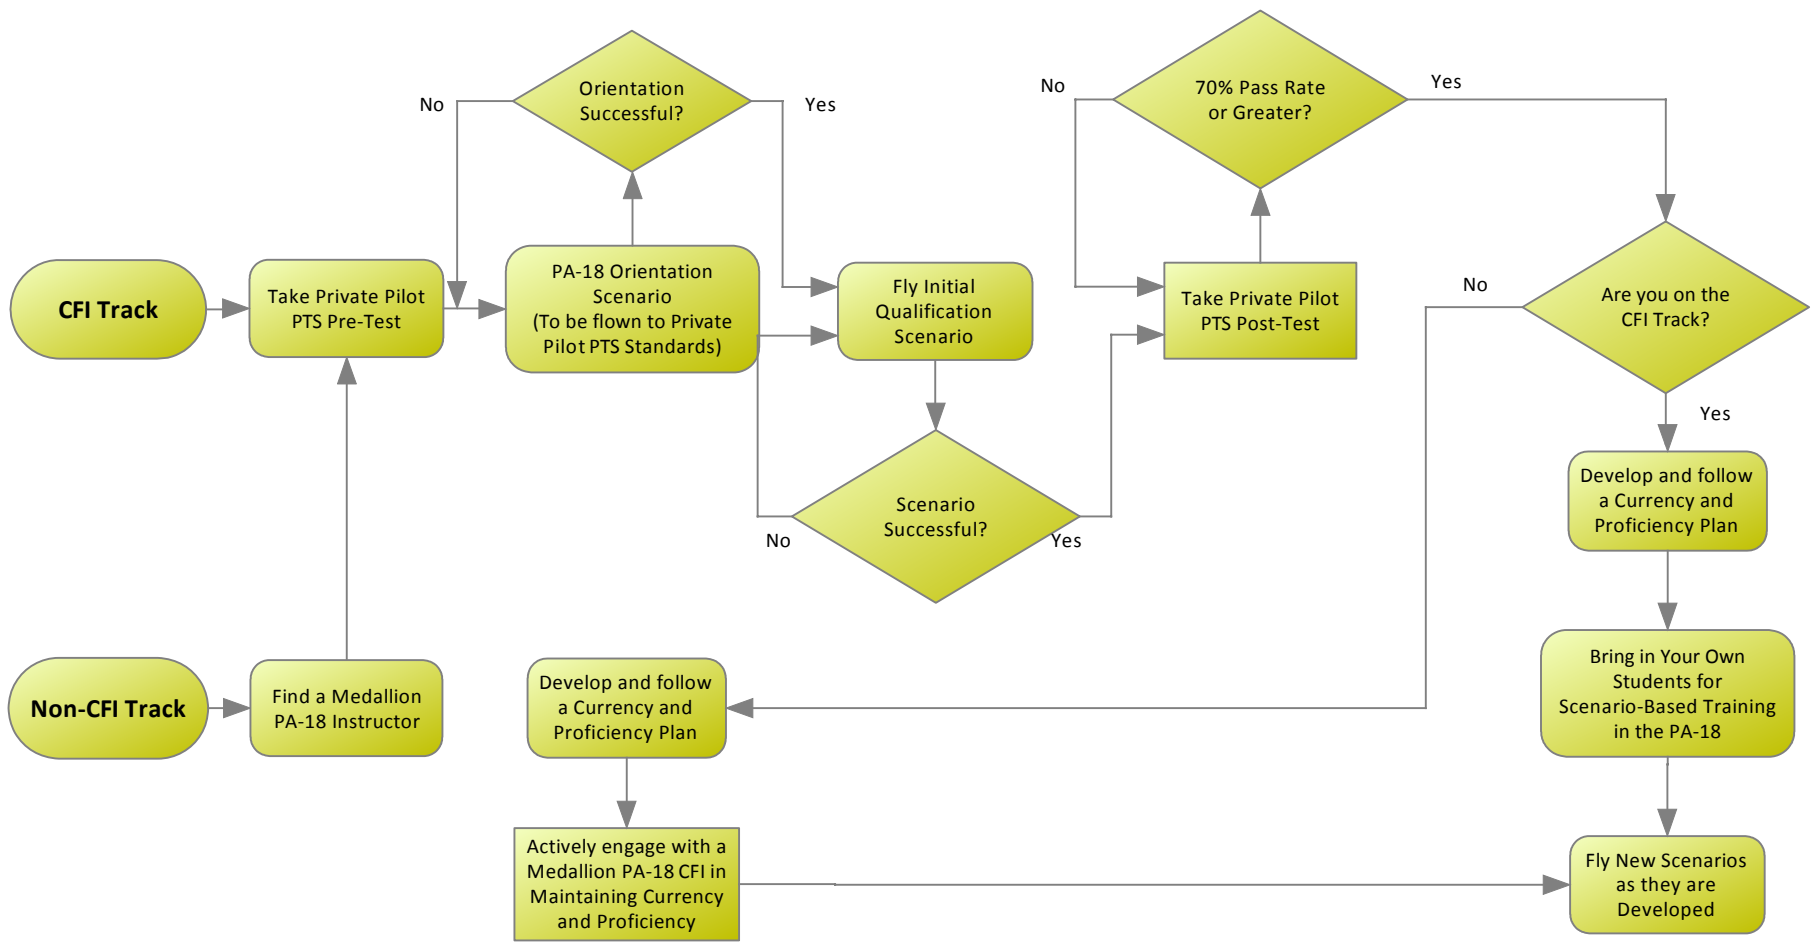 Orientation
Successful?
No
Yes
70% Pass Rate
or Greater?
No
Yes
CFI Track
Take Private Pilot
PTS Pre-Test
PA-18 Orientation
Scenario
(To be flown to Private
Pilot PTS Standards)
Fly Initial
Qualification
Scenario
Take Private Pilot
PTS Post-Test
Are you on the
CFI Track?
No
Yes
Scenario
Successful?
No
Yes
Develop and follow
a Currency and
Proficiency Plan
Non-CFI Track
Find a Medallion
PA-18 Instructor
Develop and follow
a Currency and
Proficiency Plan
Bring in Your Own
Students for
Scenario-Based Training
in the PA-18
Actively engage with a
Medallion PA-18 CFI in
Maintaining Currency
and Proficiency
Fly New Scenarios
as they are
Developed